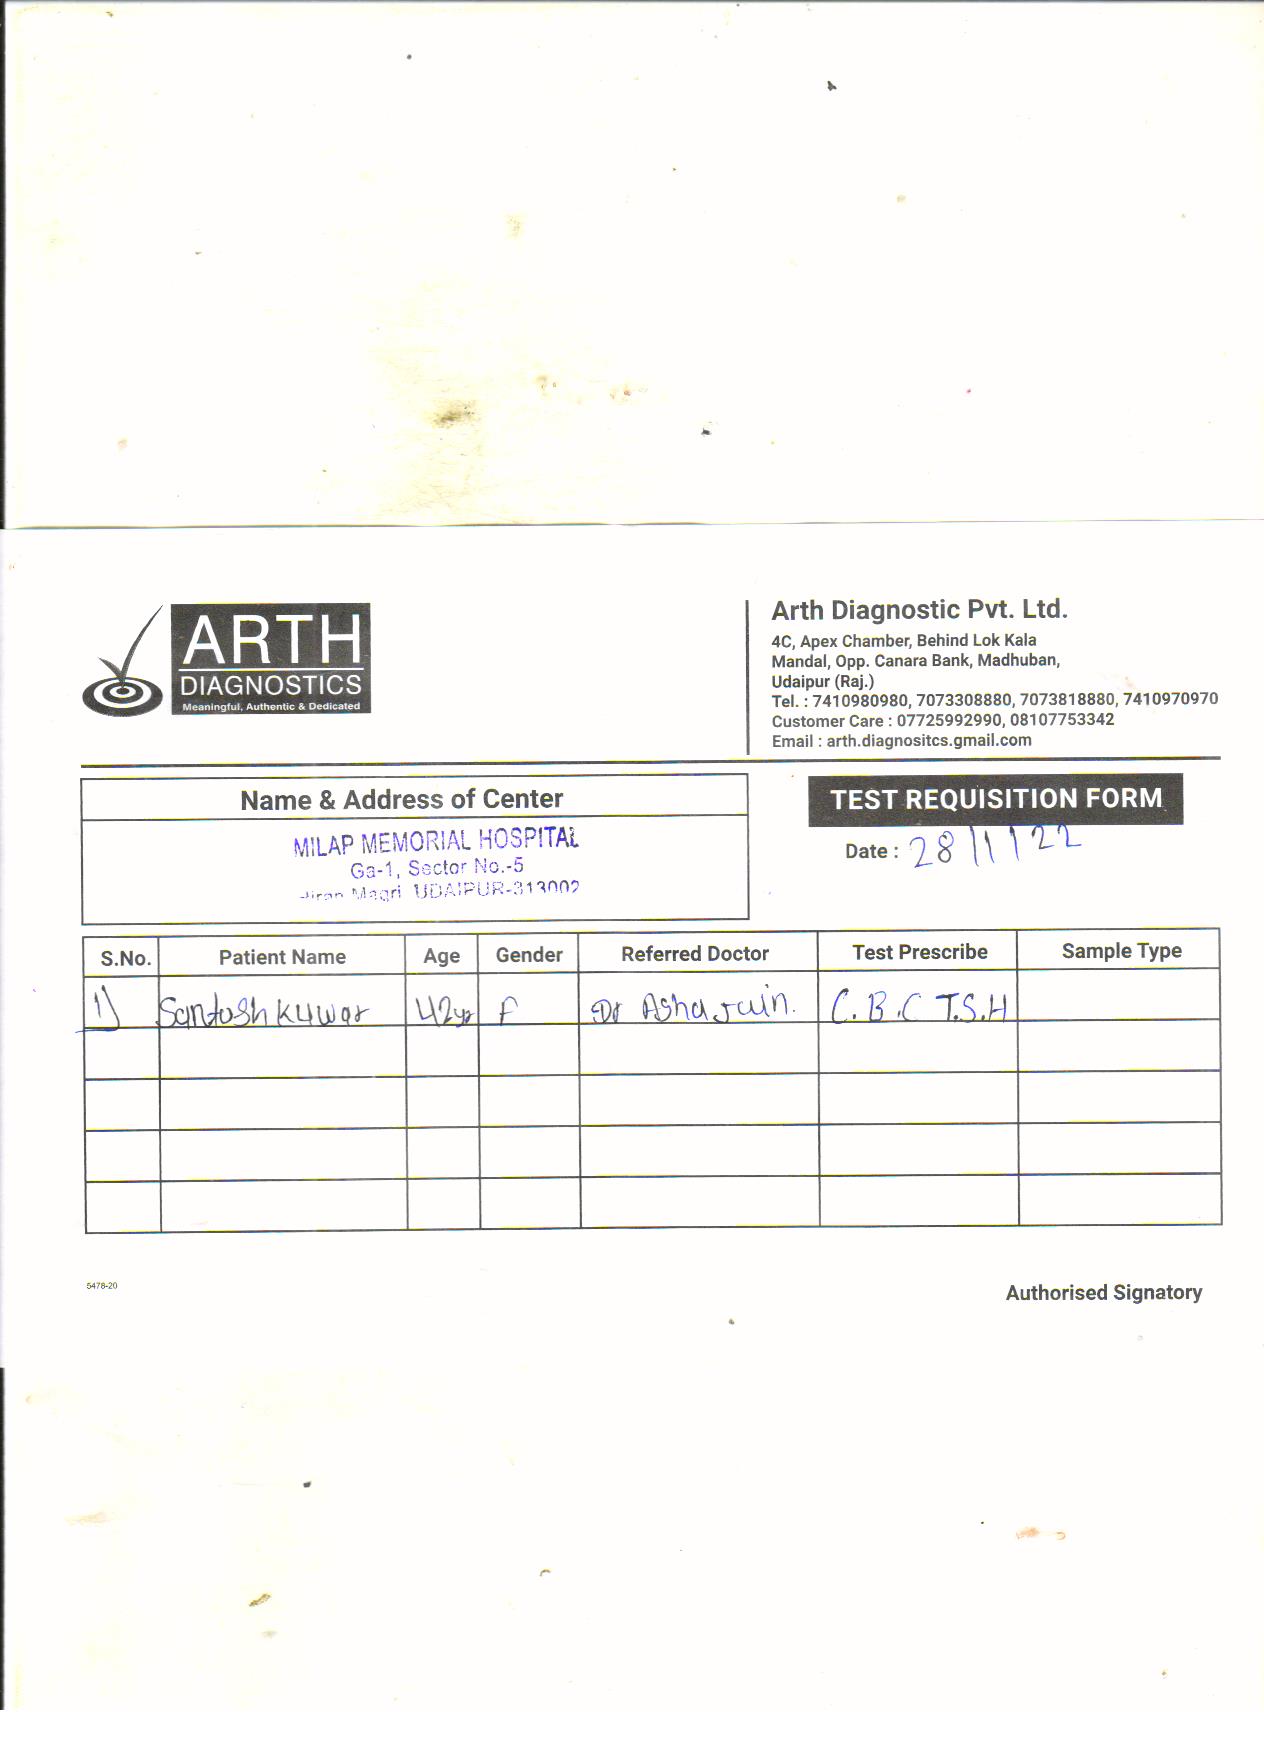 ARTH
DIAGNOSTICS
Meaningful, Authentic & Dedicated
Arth Diagnostic Pvt. Ltd.
4C, Apex Chamber, Behind Lok Kala
Mandal, Opp. Canara Bank, Madhuban,
Udaipur (Raj.)
Tel. : 7410980980, 7073308880, 7073818880, 7410970970
Customer Care : 07725992990, 08107753342
Email : arth.diagnositcs.gmail.com
Name & Address of Center
MILAP MEMORIAL HOSPITAL
Ga-1, Sector No.-5
Hiran Magri UDAIPUR-313002
TEST REQUISITION FORM
Date : 28/1/22
S.No. Patient Name Age Gender Referred Doctor Test Prescribe Sample Type
1) Santosh Kuwar 42yr F Dr Asha Jain. C.B.C T.S.H
5478-20
Authorised Signatory